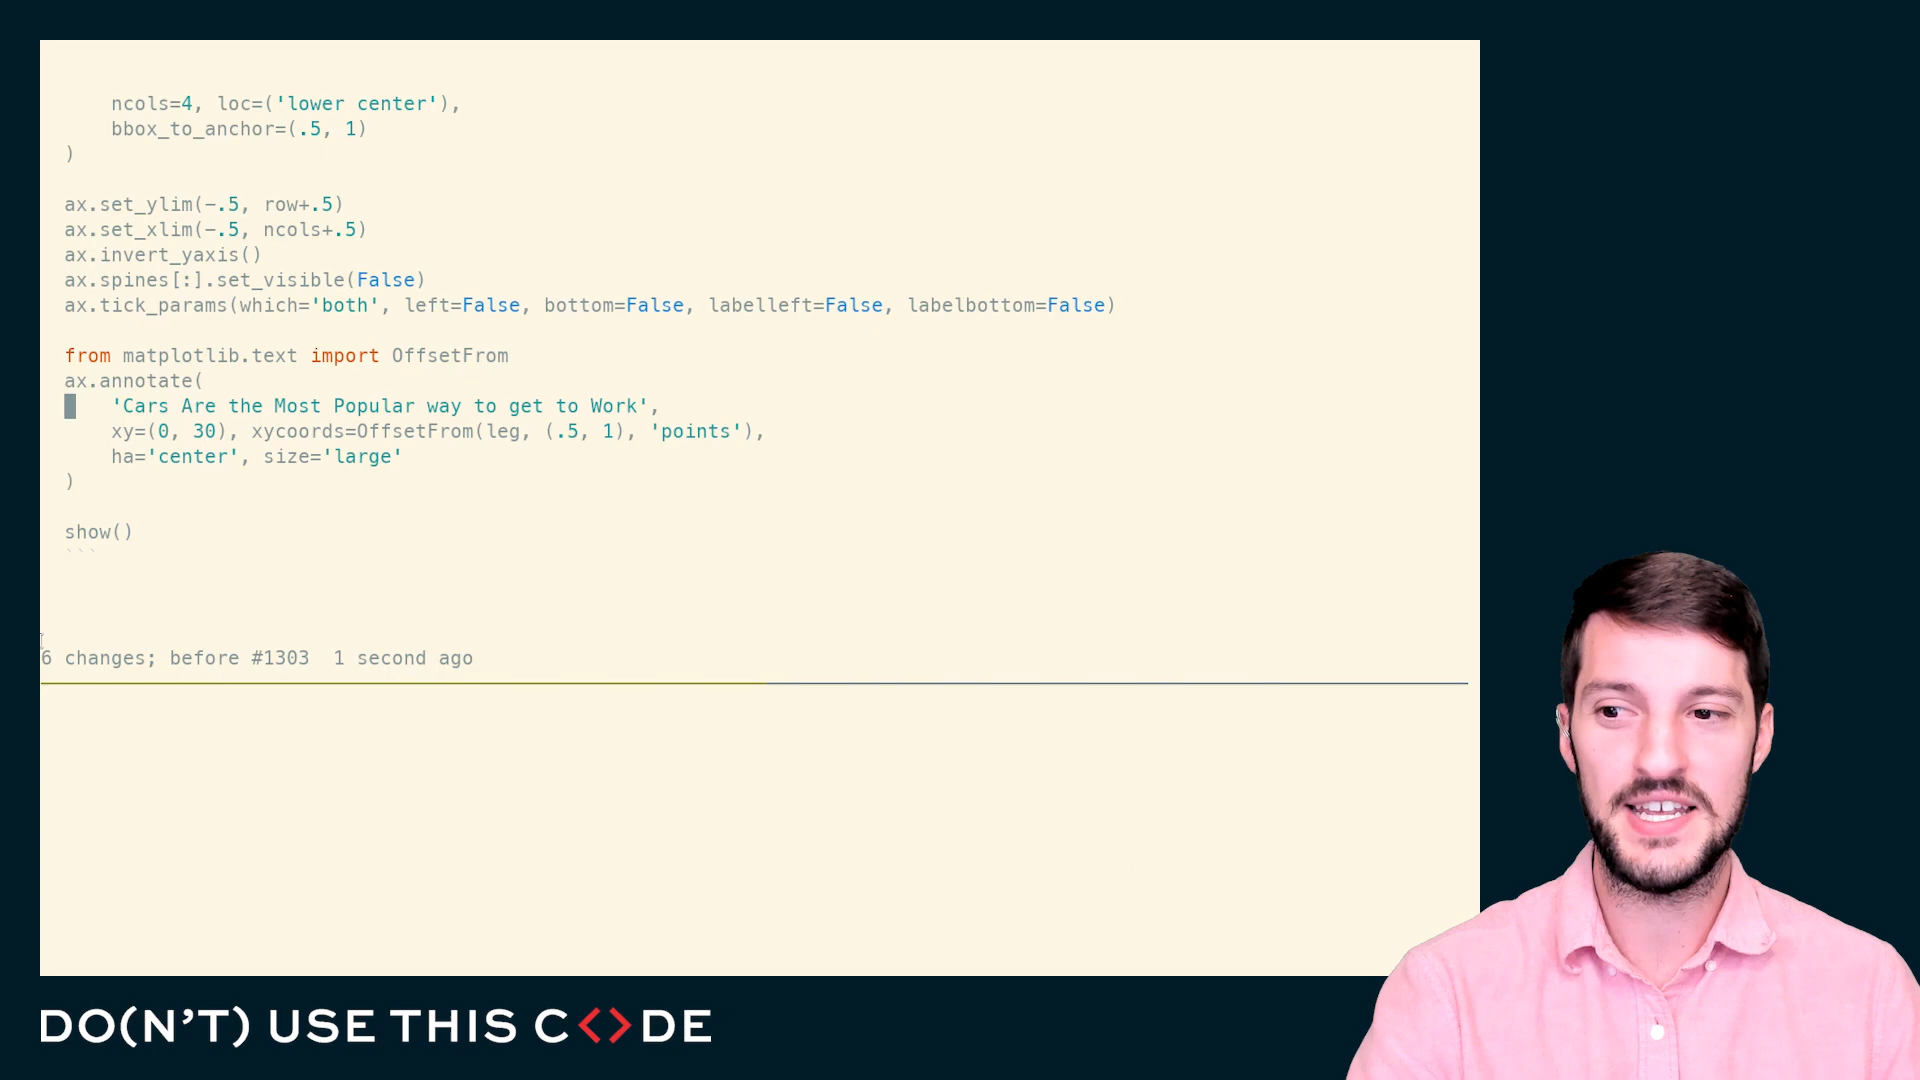 ncols=4, loc=('lower center'),
bbox_to_anchor=(.5, 1)
)
ax.set_ylim(-.5, row+.5)
ax.set_xlim(-.5, ncols+.5)
ax.invert_yaxis()
ax.spines[:].set_visible(False)
ax.tick_params(which='both', left=False, bottom=False, labelleft=False, labelbottom=False)
from matplotlib.text import OffsetFrom
ax.annotate(
'Cars Are the Most Popular way to get to Work',
xy=(0, 30), xycoords=OffsetFrom(leg, (.5, 1), 'points'),
ha='center', size='large'
)
show()
```
6 changes; before #1303  1 second ago
DO(N'T) USE THIS C<>DE